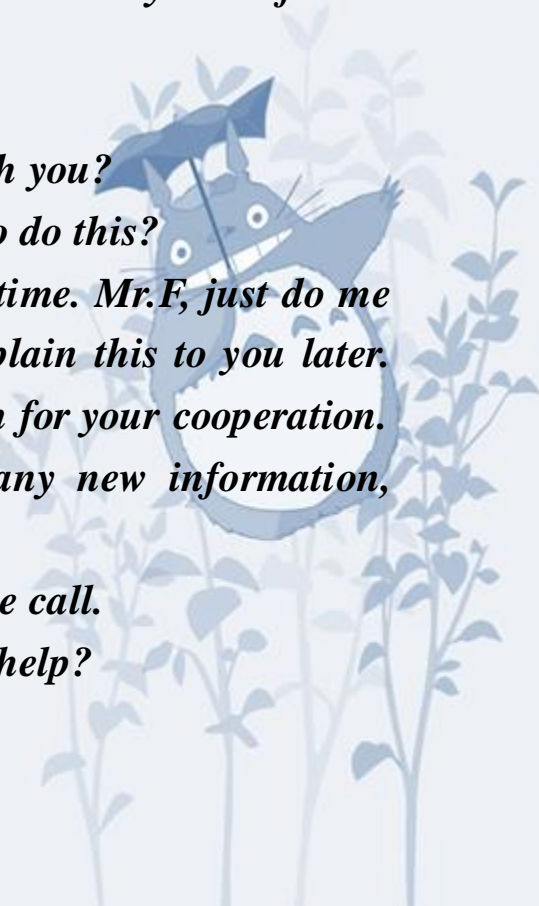 h you?
o do this?
time. Mr.F, just do me
plain this to you later.
n for your cooperation.
any new information,
e call.
help?